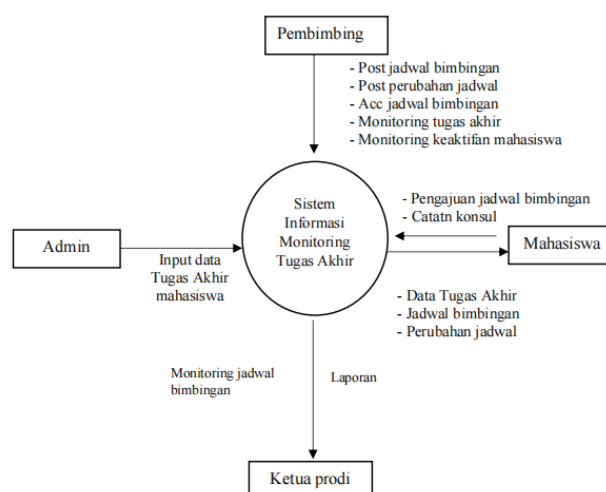 Pembimbing
- Post jadwal bimbingan
- Post perubahan jadwal
- Acc jadwal bimbingan
- Monitoring tugas akhir
- Monitoring keaktifan mahasiswa
Sistem
Informasi
Monitoring
Tugas Akhir
- Pengajuan jadwal bimbingan
- Catatn konsul
Admin
Mahasiswa
Input data
Tugas Akhir
mahasiswa
- Data Tugas Akhir
- Jadwal bimbingan
- Perubahan jadwal
Monitoring jadwal
bimbingan
Laporan
Ketua prodi